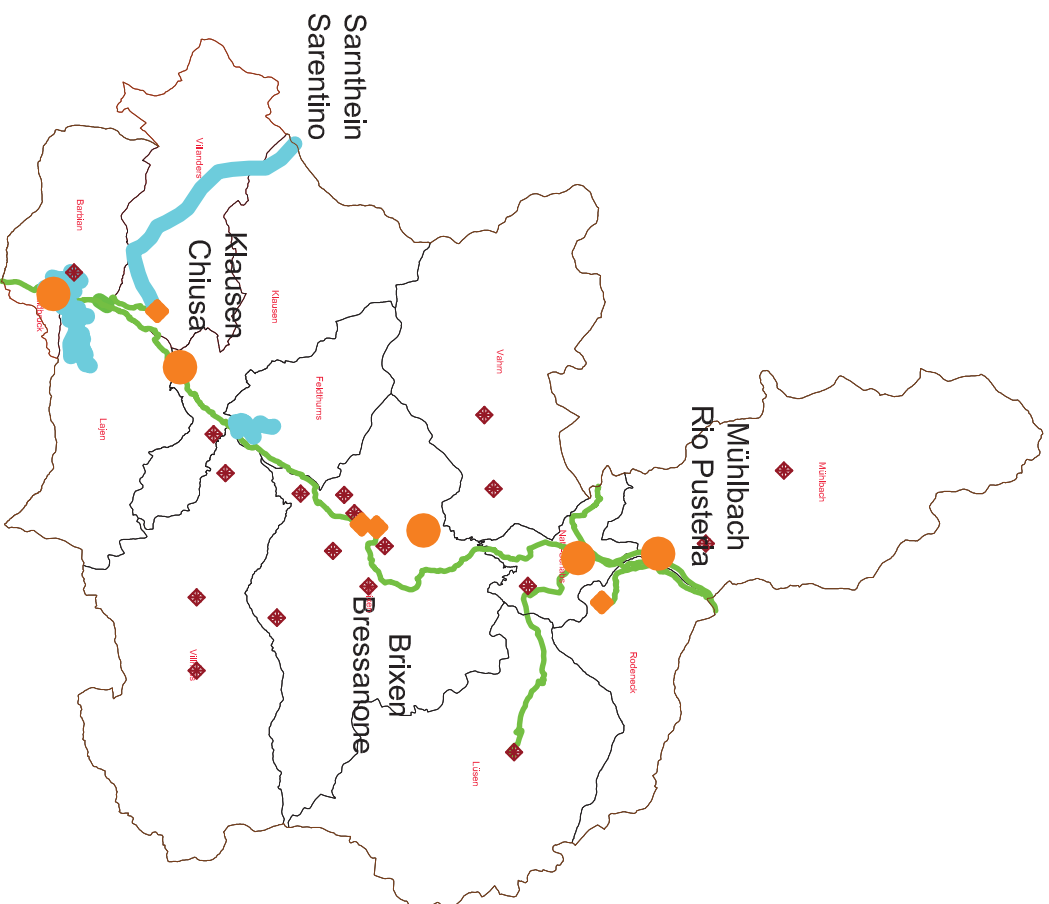 Sarnthein
Sarentino
Klausen
Chiusa
Mühlbach
Rio Pusteria
Brixen
Bressanone
Villanders
Barbian
Klausen
Feldthurns
Lajen
Vahrn
Mühlbach
Rodeneck
Lüsen